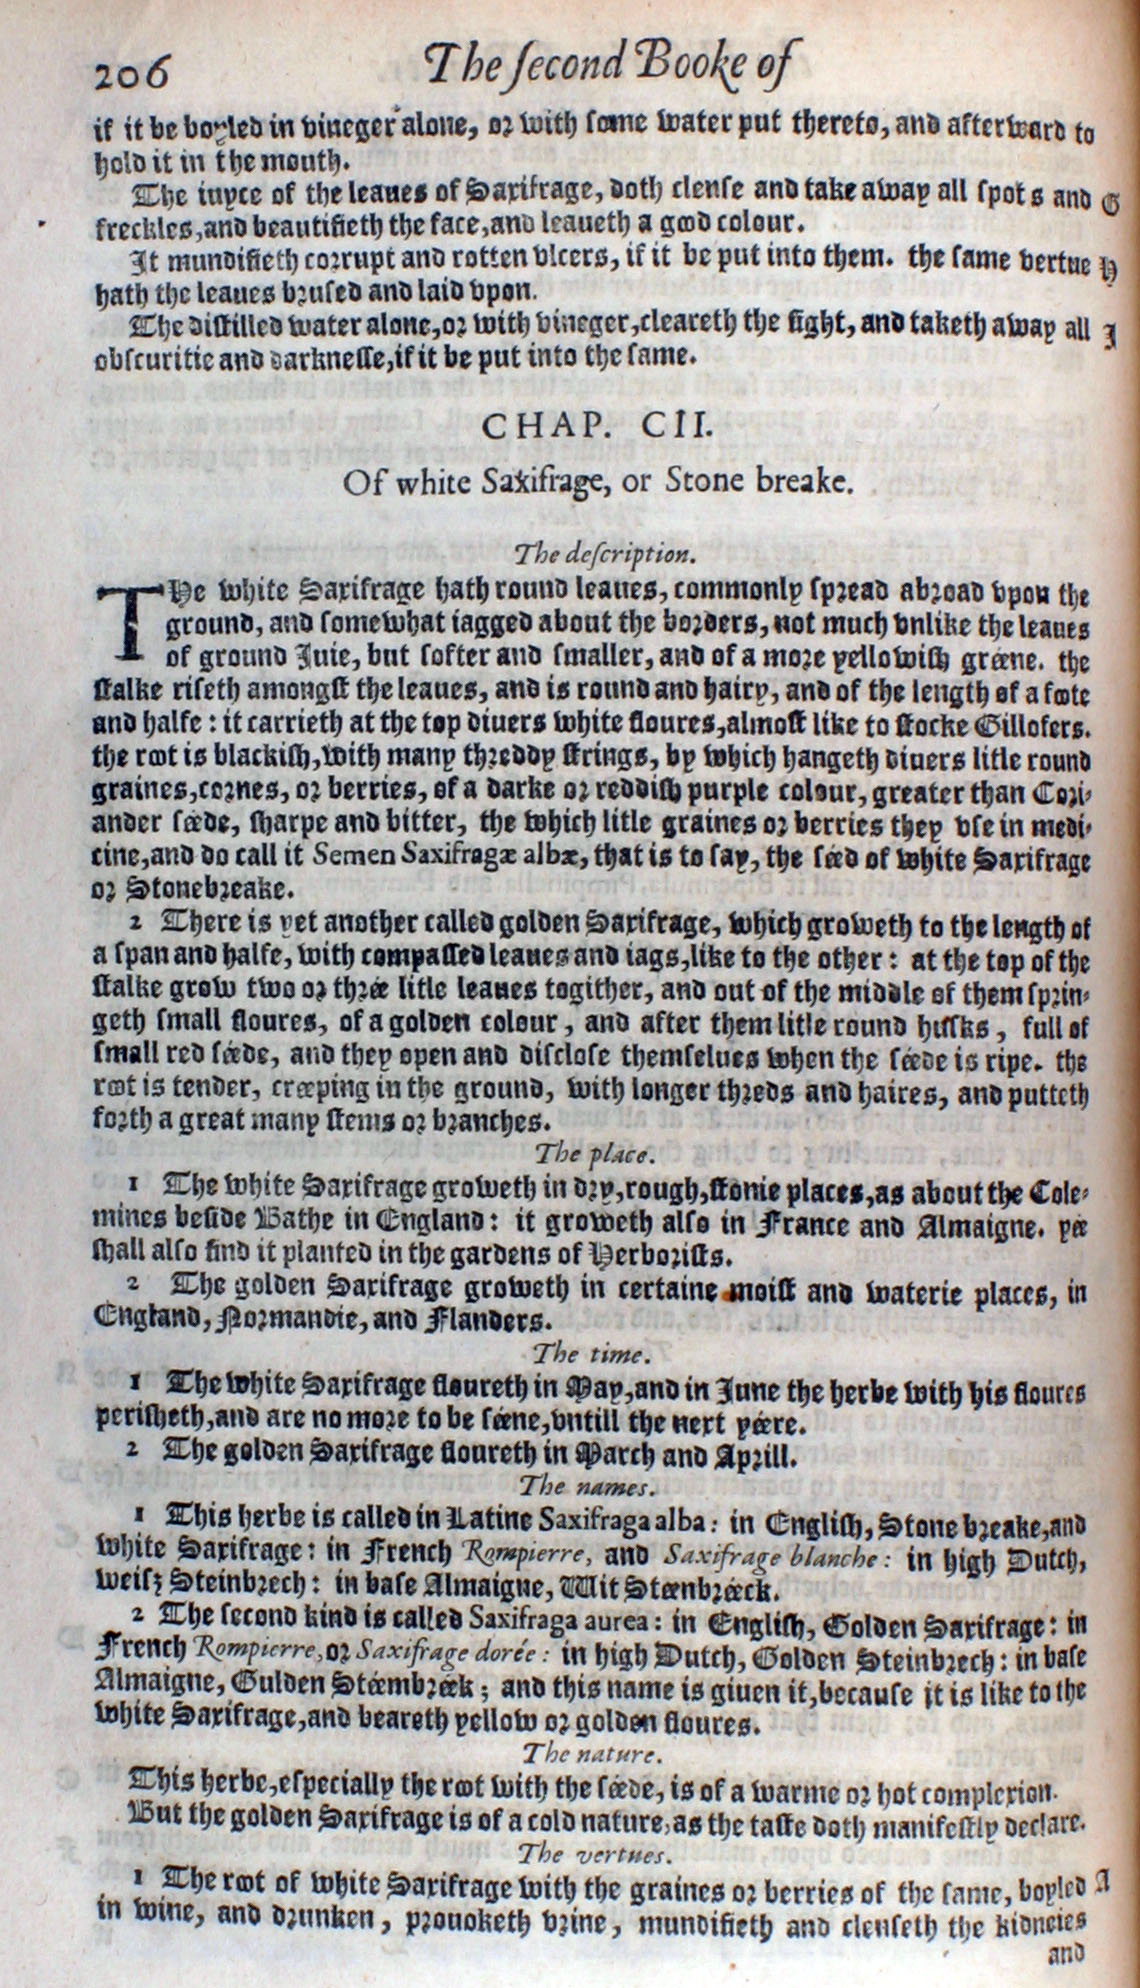 206 The ſecond Booke of
if it be boyled in vineger alone, or with ſome water put thereto, and afterward to
hold it in the mouth.
The iuyce of the leaues of Saxifrage, doth clenſe and take away all ſpots and G
freckles, and beautifieth the face, and leaueth a good colour.
It mundifieth corrupt and rotten vlcers, if it be put into them. the ſame vertue H
hath the leaues bruſed and laid vpon.
The diſtilled water alone, or with vineger, cleareth the ſight, and taketh away all I
obſcuritie and darkneſſe, if it be put into the ſame.
CHAP. CII.
Of white Saxifrage, or Stone breake.
The deſcription.
THe white Saxifrage hath round leaues, commonly ſpread abroad vpon the
ground, and ſomewhat iagged about the borders, not much vnlike the leaues
of ground Iuie, but ſofter and ſmaller, and of a more yellowiſh greene. the
ſtalke riſeth amongſt the leaues, and is round and hairy, and of the length of a foote
and halfe: it carrieth at the top diuers white floures, almoſt like to ſtocke Gillofers.
the root is blackiſh, with many threddy ſtrings, by which hangeth diuers litle round
graines, cornes, or berries, of a darke or reddiſh purple colour, greater than Cori-
ander ſeede, ſharpe and bitter, the which litle graines or berries they vſe in medi-
cine, and do call it Semen Saxifragæ albæ, that is to ſay, the ſeed of white Saxifrage
or Stonebreake.
2 There is yet another called golden Saxifrage, which groweth to the length of
a ſpan and halfe, with compaſſed leaues and iags, like to the other: at the top of the
ſtalke grow two or three litle leaues togither, and out of the middle of them ſprin-
geth ſmall floures, of a golden colour, and after them litle round huſks, full of
ſmall red ſeede, and they open and diſcloſe themſelues when the ſeede is ripe. the
root is tender, creeping in the ground, with longer threds and haires, and putteth
forth a great many ſtems or branches.
The place.
1 The white Saxifrage groweth in dry, rough, ſtonie places, as about the Cole-
mines beſide Bathe in England: it groweth alſo in France and Almaigne. yee
ſhall alſo find it planted in the gardens of Herboriſts.
2 The golden Saxifrage groweth in certaine moiſt and waterie places, in
England, Normandie, and Flanders.
The time.
1 The white Saxifrage floureth in May, and in June the herbe with his floures
periſheth, and are no more to be ſeene, vntill the next yeere.
2 The golden Saxifrage floureth in March and Aprill.
The names.
1 This herbe is called in Latine Saxifraga alba: in Engliſh, Stone breake, and
white Saxifrage: in French Rompierre, and Saxifrage blanche: in high Dutch,
weiſz Steinbrech: in baſe Almaigne, Wit Steenbreeck.
2 The ſecond kind is called Saxifraga aurea: in Engliſh, Golden Saxifrage: in
French Rompierre, or Saxifrage dorée: in high Dutch, Golden Steinbrech: in baſe
Almaigne, Gulden Steembreek; and this name is giuen it, becauſe it is like to the
white Saxifrage, and beareth yellow or golden floures.
The nature.
This herbe, eſpecially the root with the ſeede, is of a warme or hot complexion.
But the golden Saxifrage is of a cold nature, as the taſte doth manifeſtly declare.
The vertues.
1 The root of white Saxifrage with the graines or berries of the ſame, boyled A
in wine, and drunken, prouoketh vrine, mundifieth and clenſeth the kidneies
and